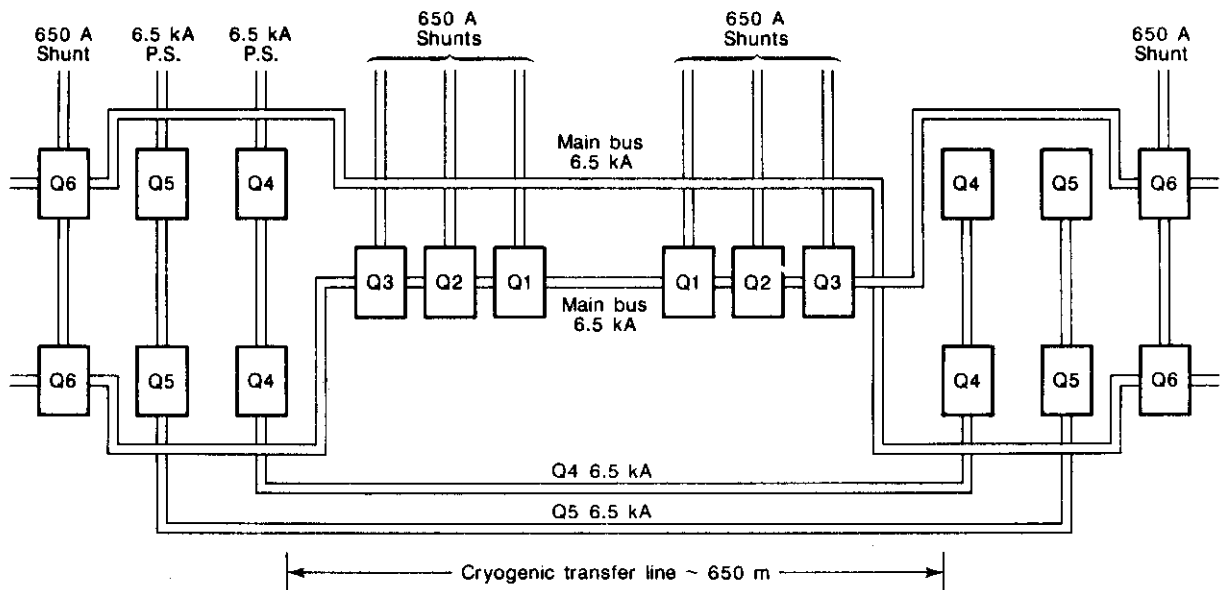 650 A
Shunt
6.5 kA
P.S.
6.5 kA
P.S.
650 A
Shunts
650 A
Shunts
650 A
Shunt
Main bus
6.5 kA
Q6
Q5
Q4
Q4
Q5
Q6
Q3
Q2
Q1
Q1
Q2
Q3
Main bus
6.5 kA
Q6
Q5
Q4
Q4
Q5
Q6
Q4 6.5 kA
Q5 6.5 kA
Cryogenic transfer line ~ 650 m